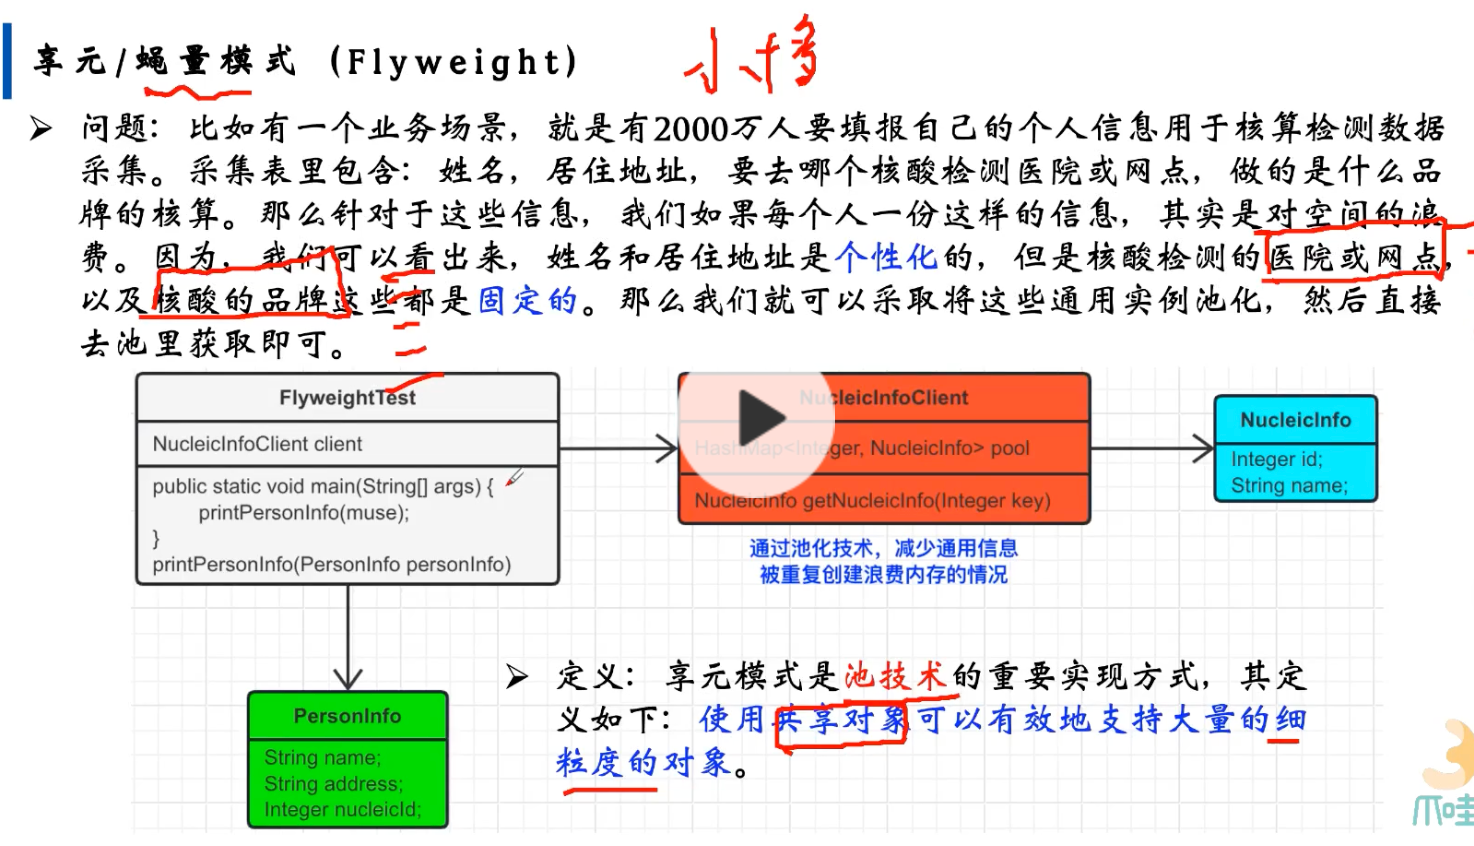 享元/蝇量模式 (Flyweight)
小 小 多
问题：比如有一个业务场景，就是有2000万人要填报自己的个人信息用于核算检测数据
采集。采集表里包含：姓名，居住地址，要去哪个核酸检测医院或网点，做的是什么品
牌的核算。那么针对于这些信息，我们如果每个人一份这样的信息，其实是对空间的浪
费。因为，我们可以看出来，姓名和居住地址是个性化的，但是核酸检测的医院或网点，
以及核酸的品牌这些都是固定的。那么我们就可以采取将这些通用实例池化，然后直接
去池里获取即可。
FlyweightTest
NucleicInfoClient client
public static void main(String[] args) {
printPersonInfo(muse);
}
printPersonInfo(PersonInfo personInfo)
NucleicInfoClient
HashMap<Integer, NucleicInfo> pool
NucleicInfo getNucleicInfo(Integer key)
NucleicInfo
Integer id;
String name;
通过池化技术，减少通用信息
被重复创建浪费内存的情况
PersonInfo
String name;
String address;
Integer nucleicId;
定义：享元模式是池技术的重要实现方式，其定
义如下：使用共享对象可以有效地支持大量的细
粒度的对象。
爪哇